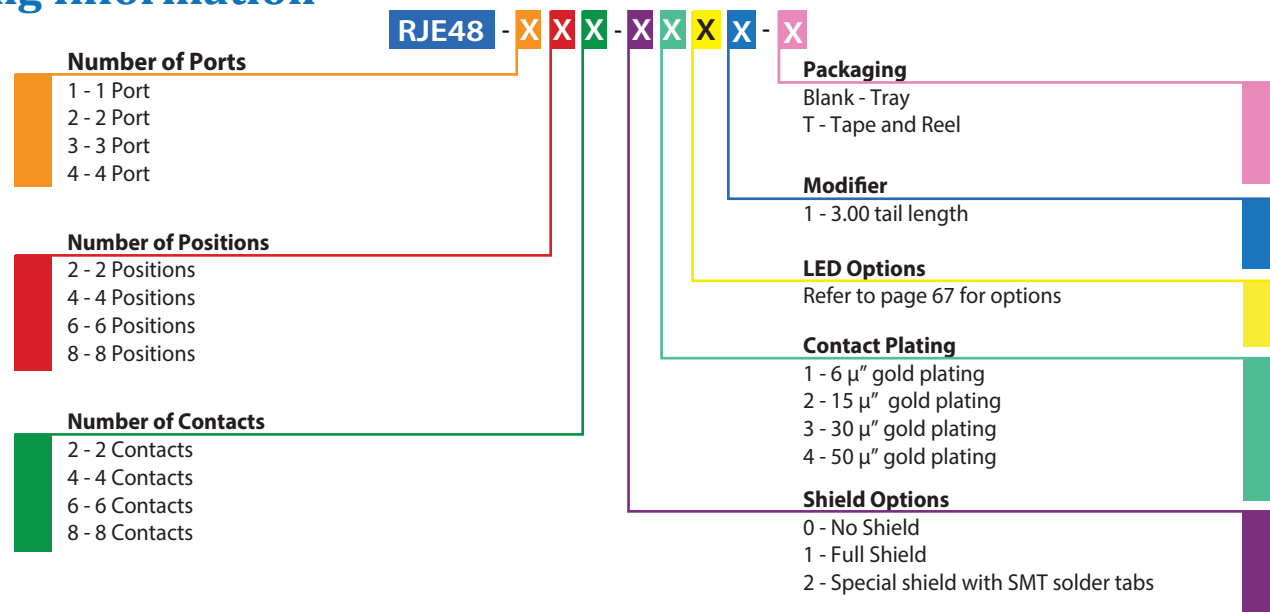 RJE48 - X X X - X X X X - X
Number of Ports
1 - 1 Port
2 - 2 Port
3 - 3 Port
4 - 4 Port
Number of Positions
2 - 2 Positions
4 - 4 Positions
6 - 6 Positions
8 - 8 Positions
Number of Contacts
2 - 2 Contacts
4 - 4 Contacts
6 - 6 Contacts
8 - 8 Contacts
Packaging
Blank - Tray
T - Tape and Reel
Modifier
1 - 3.00 tail length
LED Options
Refer to page 67 for options
Contact Plating
1 - 6 µ” gold plating
2 - 15 µ” gold plating
3 - 30 µ” gold plating
4 - 50 µ” gold plating
Shield Options
0 - No Shield
1 - Full Shield
2 - Special shield with SMT solder tabs